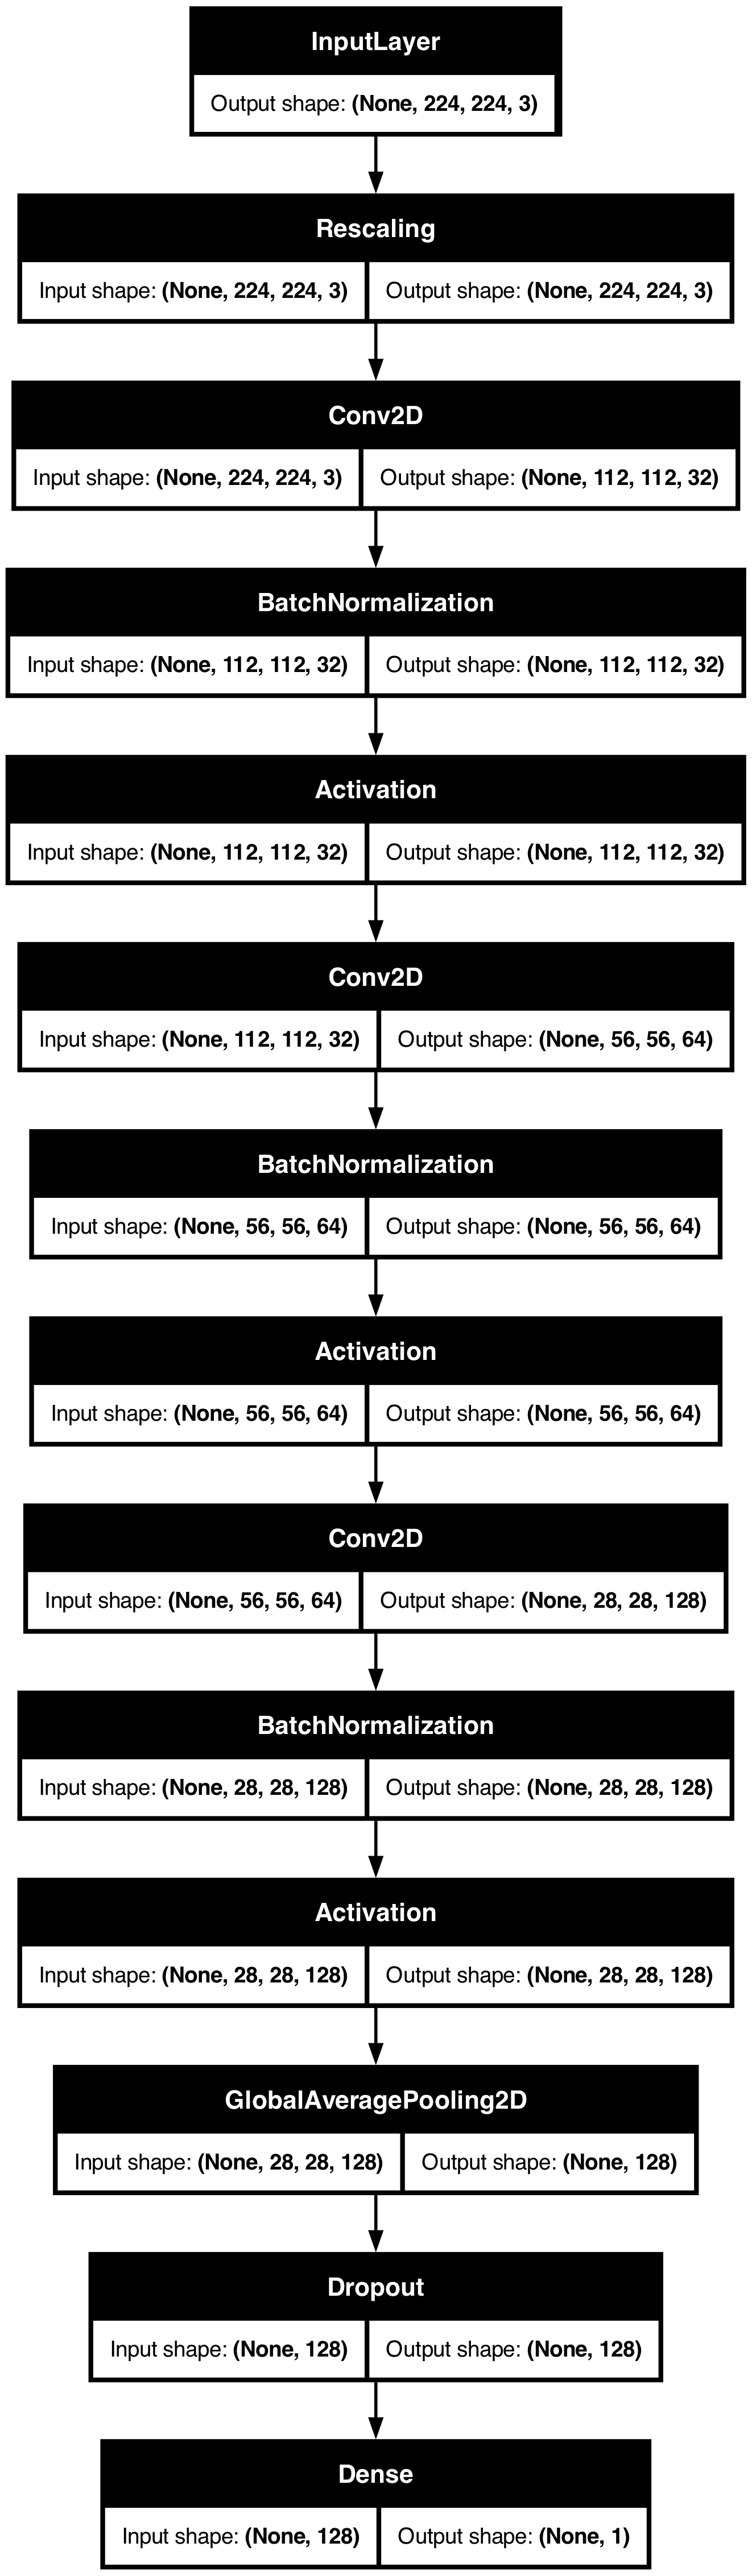 InputLayer
Output shape: (None, 224, 224, 3)
Rescaling
Input shape: (None, 224, 224, 3) Output shape: (None, 224, 224, 3)
Conv2D
Input shape: (None, 224, 224, 3) Output shape: (None, 112, 112, 32)
BatchNormalization
Input shape: (None, 112, 112, 32) Output shape: (None, 112, 112, 32)
Activation
Input shape: (None, 112, 112, 32) Output shape: (None, 112, 112, 32)
Conv2D
Input shape: (None, 112, 112, 32) Output shape: (None, 56, 56, 64)
BatchNormalization
Input shape: (None, 56, 56, 64) Output shape: (None, 56, 56, 64)
Activation
Input shape: (None, 56, 56, 64) Output shape: (None, 56, 56, 64)
Conv2D
Input shape: (None, 56, 56, 64) Output shape: (None, 28, 28, 128)
BatchNormalization
Input shape: (None, 28, 28, 128) Output shape: (None, 28, 28, 128)
Activation
Input shape: (None, 28, 28, 128) Output shape: (None, 28, 28, 128)
GlobalAveragePooling2D
Input shape: (None, 28, 28, 128) Output shape: (None, 128)
Dropout
Input shape: (None, 128) Output shape: (None, 128)
Dense
Input shape: (None, 128) Output shape: (None, 1)